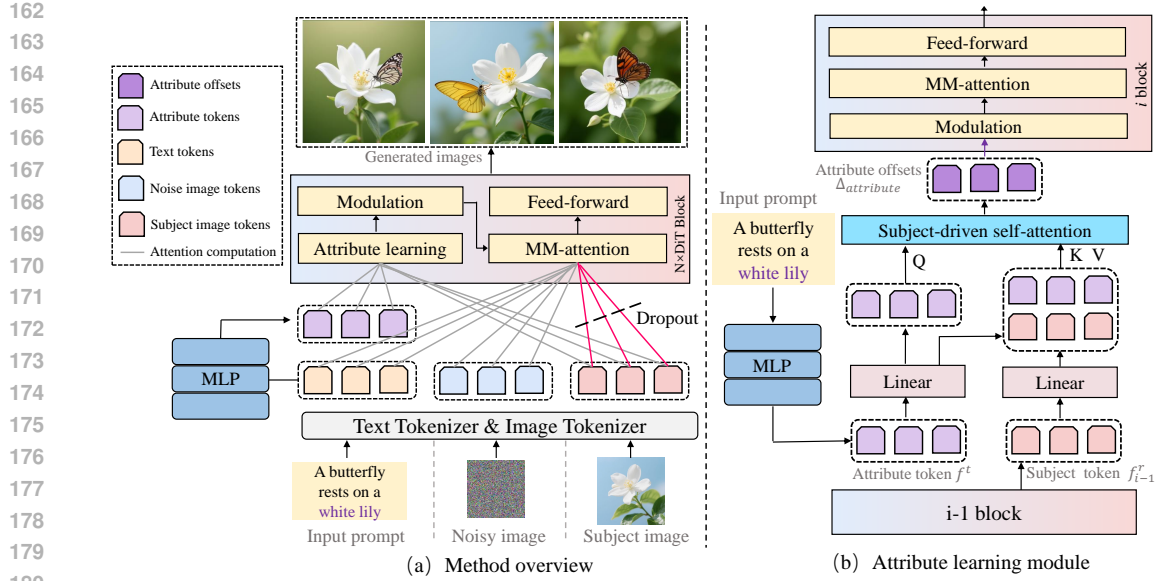 162
163
164
165
166
167
168
169
170
171
172
173
174
175
176
177
178
179
Attribute offsets
Attribute tokens
Text tokens
Noise image tokens
Subject image tokens
Attention computation
Generated images
Modulation
Feed-forward
Attribute learning
MM-attention
N×DiT Block
Dropout
MLP
Text Tokenizer & Image Tokenizer
A butterfly
rests on a
white lily
Input prompt
Noisy image
Subject image
(a) Method overview
Feed-forward
MM-attention
Modulation
i block
Attribute offsets
Δ_attribute
Input prompt
A butterfly
rests on a
white lily
Subject-driven self-attention
Q
K V
MLP
Linear
Linear
Attribute token f^t
Subject token f^r_{i−1}
i-1 block
(b) Attribute learning module